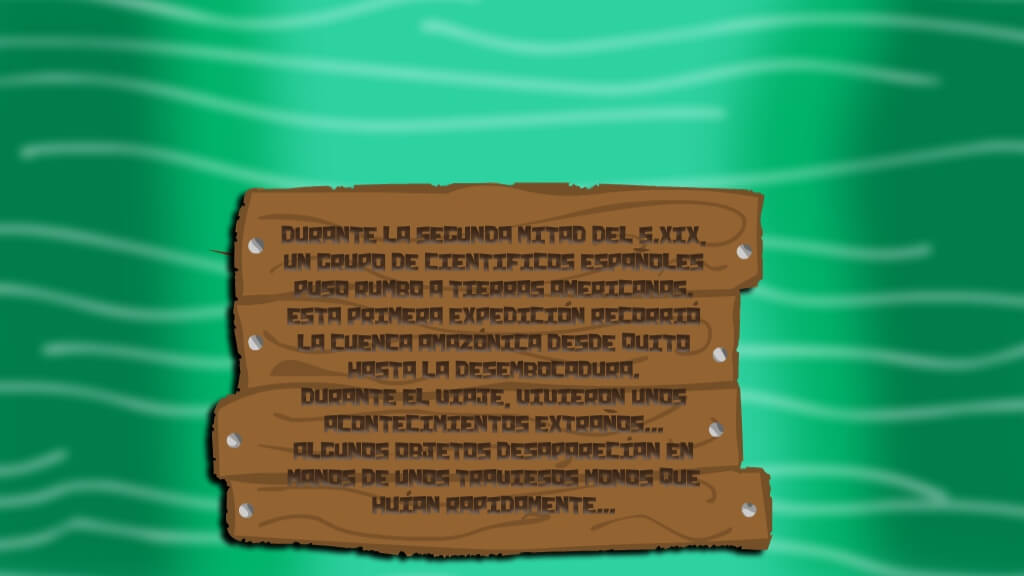 DURANTE LA SEGUNDA MITAD DEL S.XIX,
UN GRUPO DE CIENTIFICOS ESPAÑOLES
PUSO RUMBO A TIERRAS AMERICANAS.
ESTA PRIMERA EXPEDICIÓN RECORRIÓ
LA CUENCA AMAZÓNICA DESDE QUITO
HASTA LA DESEMBOCADURA.
DURANTE EL VIAJE, VIVIERON UNOS
ACONTECIMIENTOS EXTRAÑOS...
ALGUNOS OBJETOS DESAPARECÍAN EN
MANOS DE UNOS TRAVIESOS MONOS QUE
HUÍAN RAPIDAMENTE...